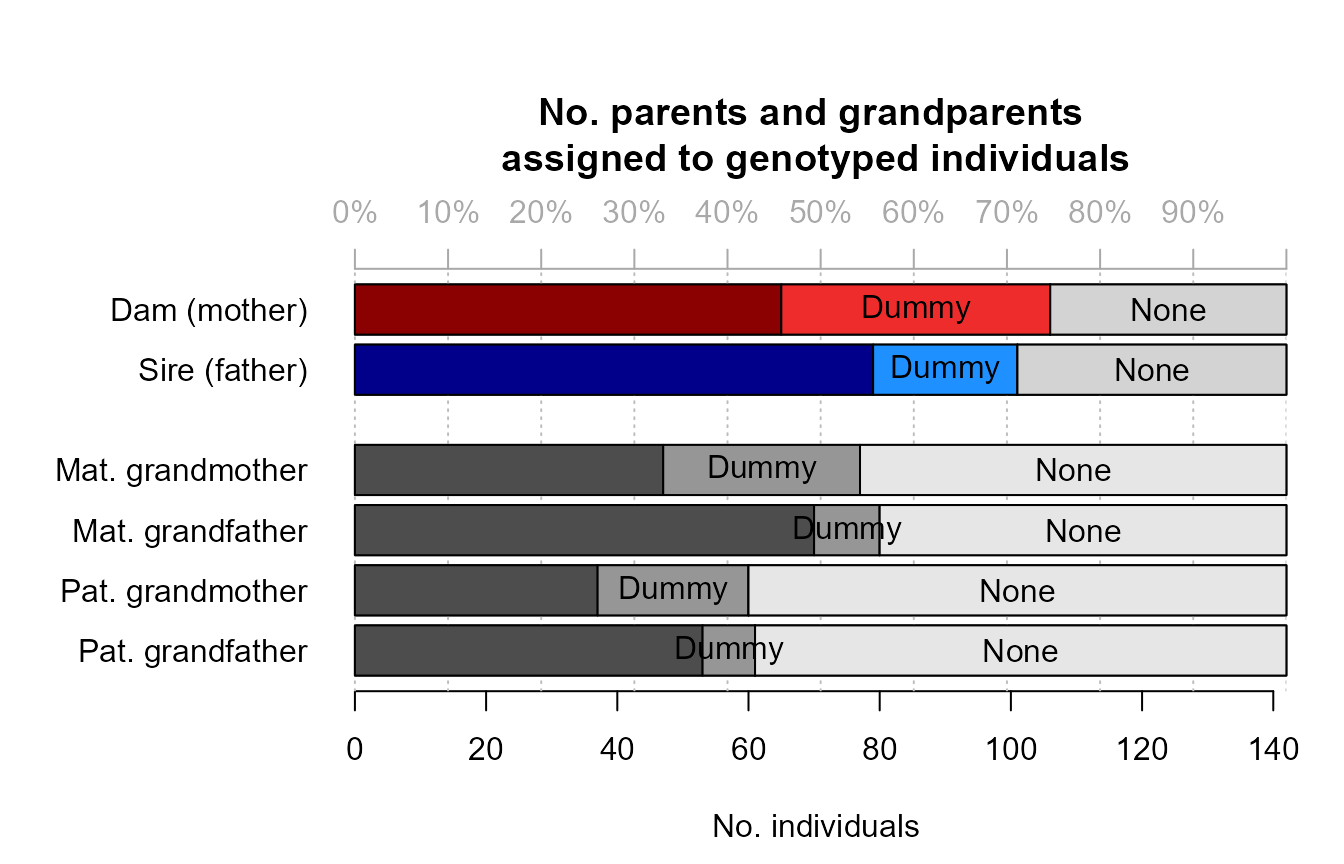 No. parents and grandparents
assigned to genotyped individuals
0% 10% 20% 30% 40% 50% 60% 70% 80% 90%
Dam (mother) Dummy None
Sire (father) Dummy None
Mat. grandmother Dummy None
Mat. grandfather Dummy None
Pat. grandmother Dummy None
Pat. grandfather Dummy None
0 20 40 60 80 100 120 140
No. individuals